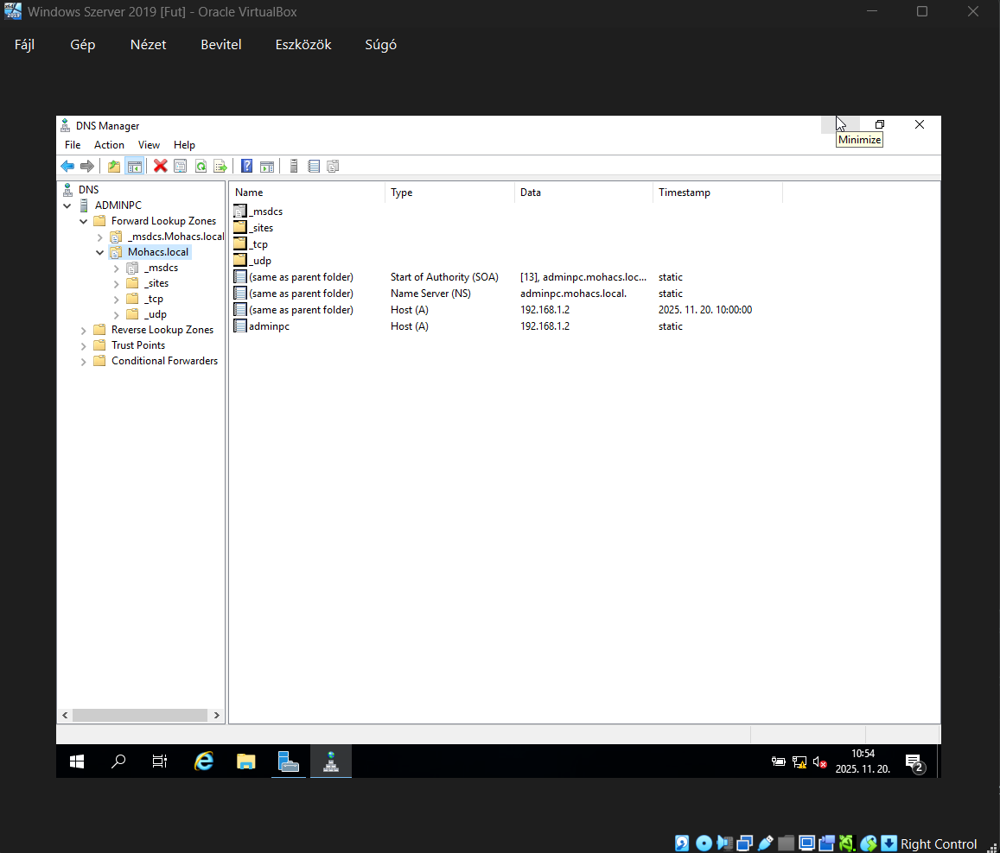 Windows Szerver 2019 [Fut] - Oracle VirtualBox
Fájl Gép Nézet Bevitel Eszközök Súgó
DNS Manager
Minimize
File Action View Help
DNS
ADMINPC
Forward Lookup Zones
_msdcs.Mohacs.local
Mohacs.local
_msdcs
_sites
_tcp
_udp
Reverse Lookup Zones
Trust Points
Conditional Forwarders
Name Type Data Timestamp
_msdcs
_sites
_tcp
_udp
(same as parent folder) Start of Authority (SOA) [13], adminpc.mohacs.loc... static
(same as parent folder) Name Server (NS) adminpc.mohacs.local. static
(same as parent folder) Host (A) 192.168.1.2 2025. 11. 20. 10:00:00
adminpc Host (A) 192.168.1.2 static
10:54
2025. 11. 20.
2
Right Control